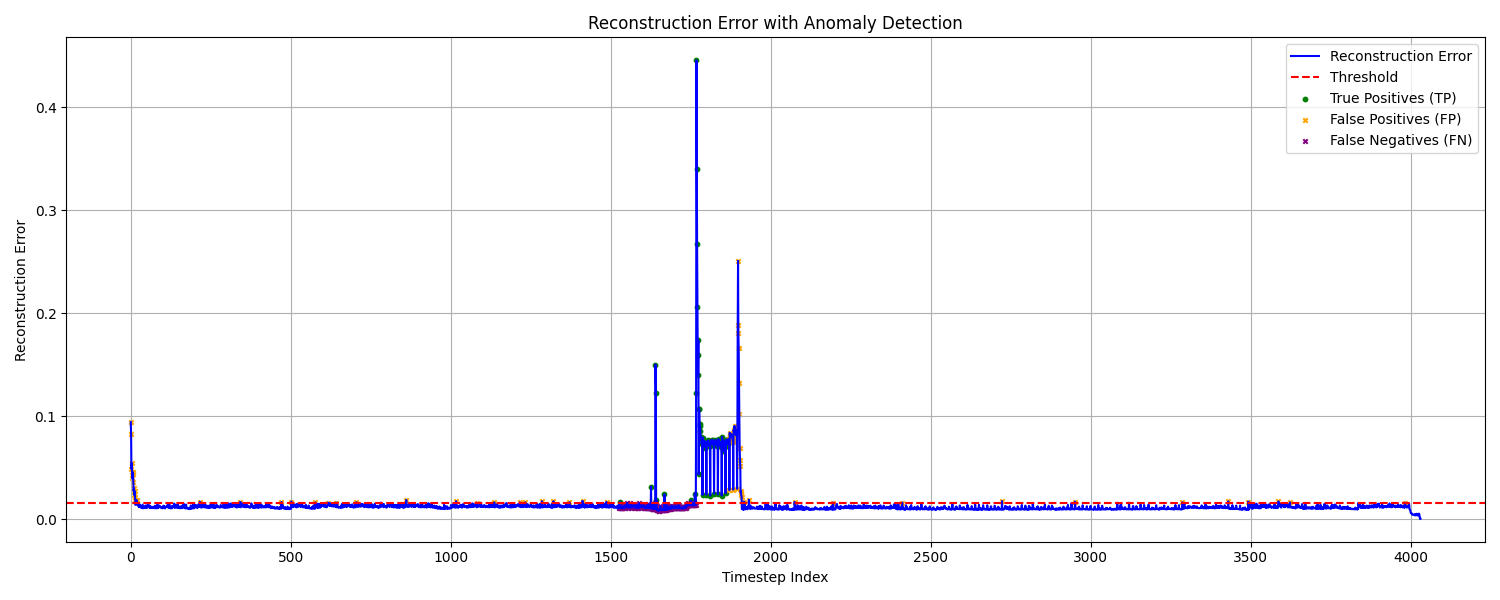 Reconstruction Error with Anomaly Detection
Reconstruction Error
Threshold
True Positives (TP)
False Positives (FP)
False Negatives (FN)
Reconstruction Error
0.4
0.3
0.2
0.1
0.0
0 500 1000 1500 2000 2500 3000 3500 4000
Timestep Index